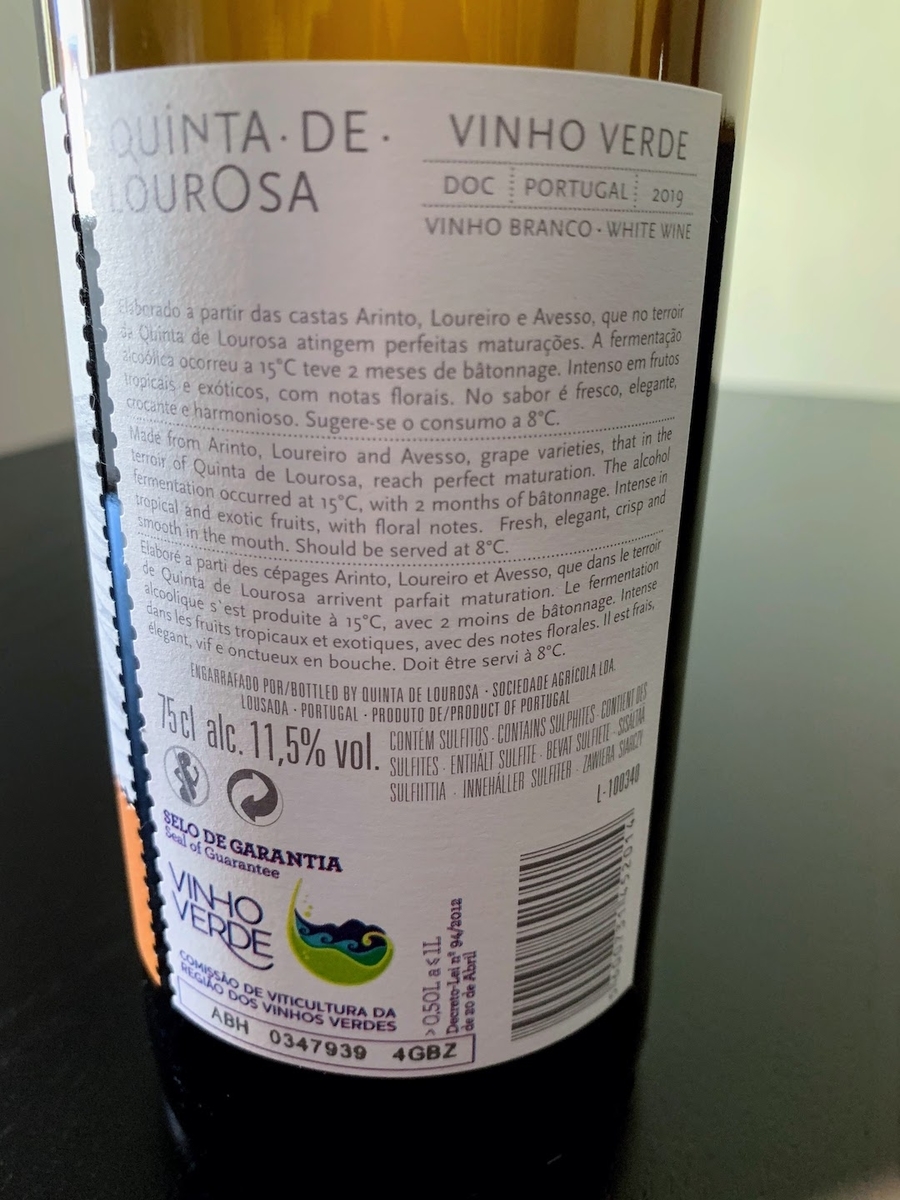 QUINTA·DE·
LOUROSA
VINHO VERDE
DOC PORTUGAL 2019
VINHO BRANCO · WHITE WINE
Elaborado a partir das castas Arinto, Loureiro e Avesso, que no terroir
da Quinta de Lourosa atingem perfeitas maturações. A fermentação
alcoólica ocorreu a 15°C teve 2 meses de bâtonnage. Intenso em frutos
tropicais e exóticos, com notas florais. No sabor é fresco, elegante,
crocante e harmonioso. Sugere-se o consumo a 8°C.
Made from Arinto, Loureiro and Avesso, grape varieties, that in the
terroir of Quinta de Lourosa, reach perfect maturation. The alcohol
fermentation occurred at 15°C, with 2 months of bâtonnage. Intense in
tropical and exotic fruits, with floral notes. Fresh, elegant, crisp and
smooth in the mouth. Should be served at 8°C.
Elaboré a parti des cépages Arinto, Loureiro et Avesso, que dans le terroir
de Quinta de Lourosa arrivent parfait maturation. Le fermentation
alcoolique s'est produite à 15°C, avec 2 moins de bâtonnage. Intense
dans les fruits tropicaux et exotiques, avec des notes florales. Il est frais,
élegant, vif e onctueux en bouche. Doit être servi à 8°C.
ENGARRAFADO POR/BOTTLED BY QUINTA DE LOUROSA · SOCIEDADE AGRÍCOLA LDA.
LOUSADA · PORTUGAL · PRODUTO DE/PRODUCT OF PORTUGAL
75cl alc. 11,5% vol.
CONTÉM SULFITOS · CONTAINS SULPHITES · CONTIENT DES
SULFITES · ENTHÄLT SULFITE · BEVAT SULFIETE · SISÄLTÄÄ
SULFIITTIA · INNEHÅLLER SULFITER · ZAWIERA SIARCZY
L-100340
SELO DE GARANTIA
Seal of Guarantee
VINHO
VERDE
COMISSÃO DE VITICULTURA DA
REGIÃO DOS VINHOS VERDES
ABH 0347939 4GBZ
>0,50L a ≤ 1L
Decreto-Lei nº 94/2012
de 20 de Abril